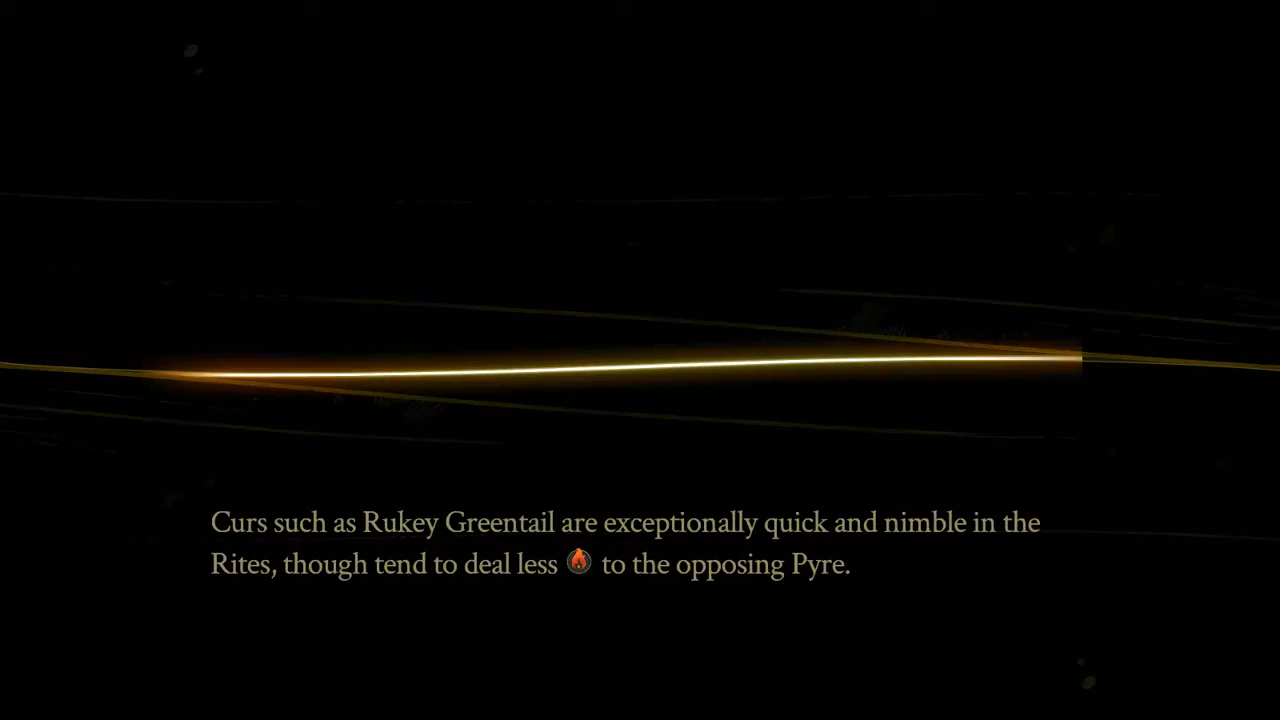 Curs such as Rukey Greentail are exceptionally quick and nimble in the
Rites, though tend to deal less to the opposing Pyre.